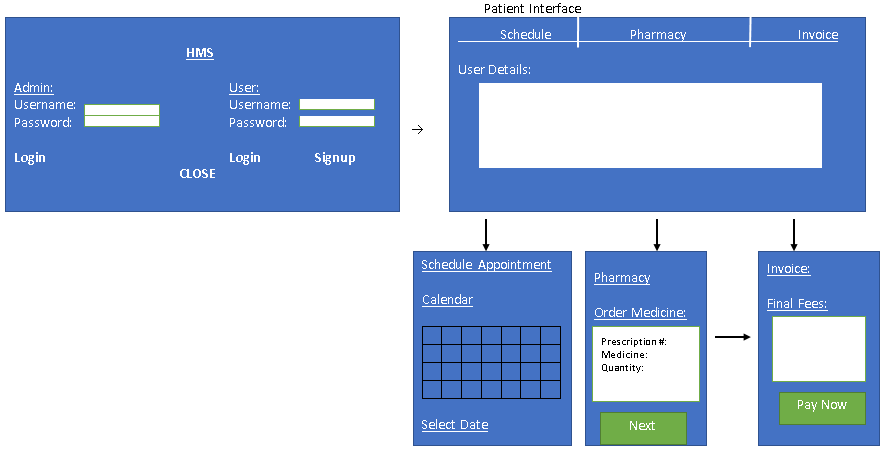 Patient Interface
HMS
Admin:
Username:
Password:
Login
User:
Username:
Password:
Login Signup
CLOSE
Schedule Pharmacy Invoice
User Details:
Schedule Appointment
Calendar
Select Date
Pharmacy
Order Medicine:
Prescription #:
Medicine:
Quantity:
Next
Invoice:
Final Fees:
Pay Now